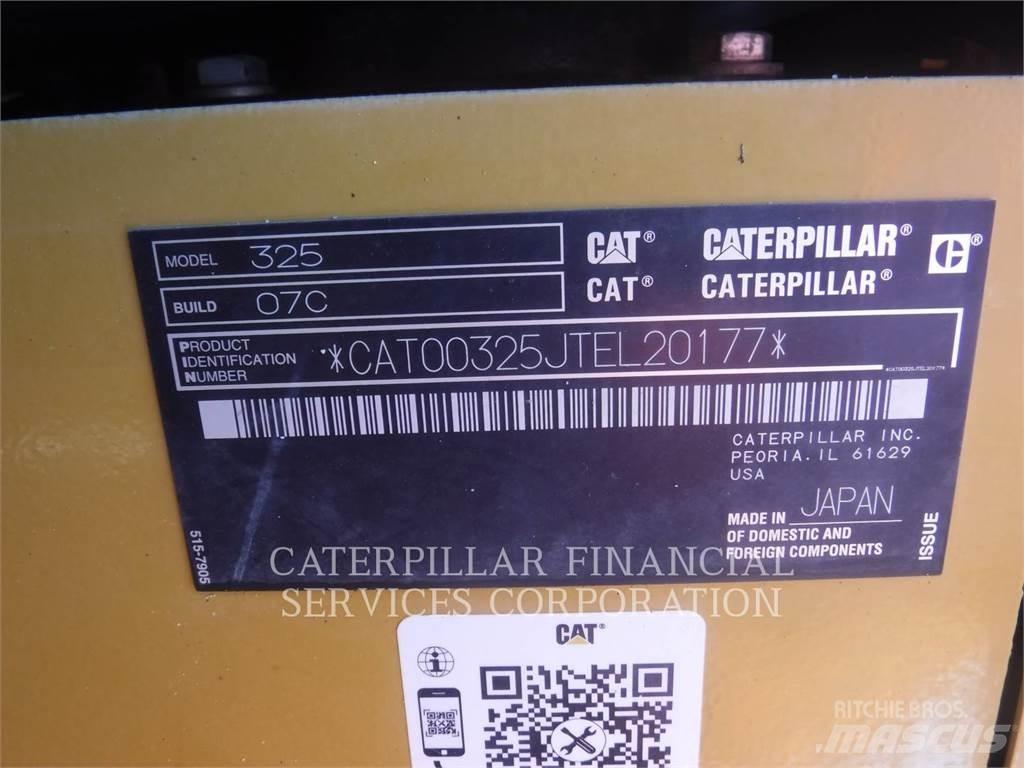 MODEL 325
BUILD 07C
CAT® CATERPILLAR® ®
CAT® CATERPILLAR®
PRODUCT
IDENTIFICATION
NUMBER
*CAT00325JTEL20177*
*CAT00325JTEL20177*
CATERPILLAR INC.
PEORIA, IL 61629
USA
MADE IN JAPAN
OF DOMESTIC AND
FOREIGN COMPONENTS
ISSUE
515-7905
CATERPILLAR FINANCIAL
SERVICES CORPORATION
CAT®
RITCHIE BROS.
MASCUS